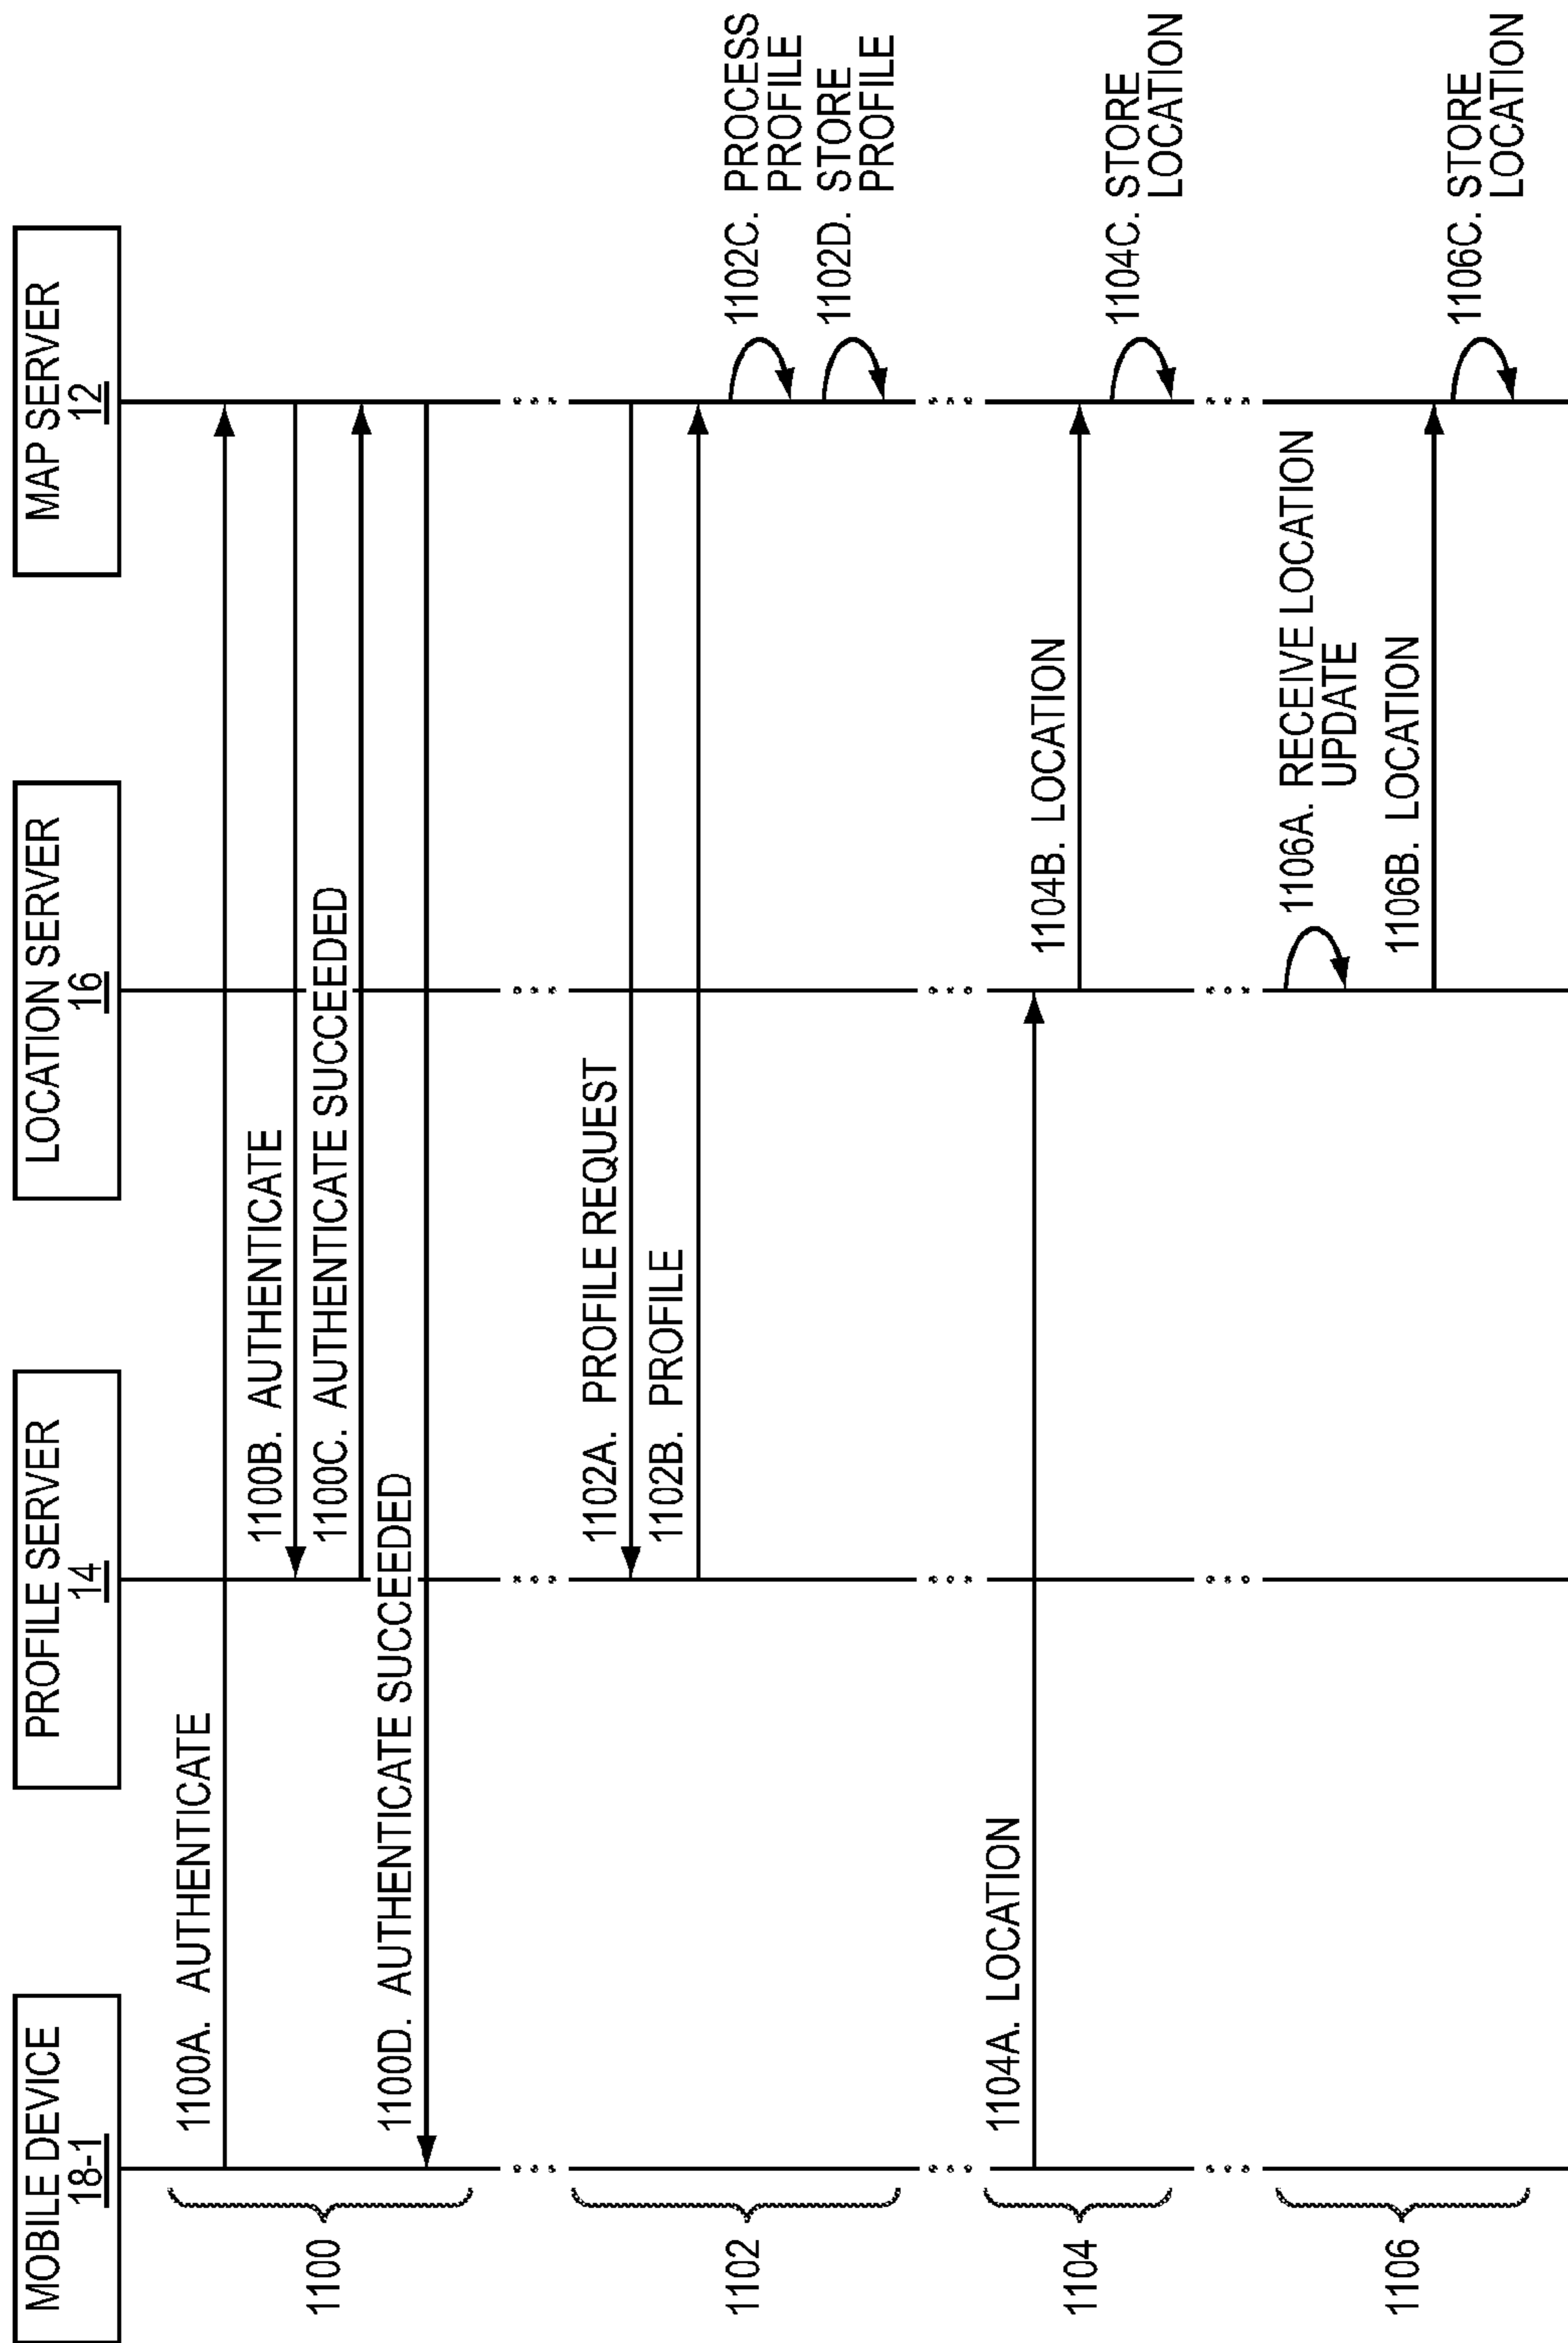 MOBILE DEVICE
18-1
PROFILE SERVER
14
LOCATION SERVER
16
MAP SERVER
12
1100
1100A. AUTHENTICATE
1100B. AUTHENTICATE
1100C. AUTHENTICATE SUCCEEDED
1100D. AUTHENTICATE SUCCEEDED
1102
1102A. PROFILE REQUEST
1102B. PROFILE
1102C. PROCESS
PROFILE
1102D. STORE
PROFILE
1104
1104A. LOCATION
1104B. LOCATION
1104C. STORE
LOCATION
1106
1106A. RECEIVE LOCATION
UPDATE
1106B. LOCATION
1106C. STORE
LOCATION